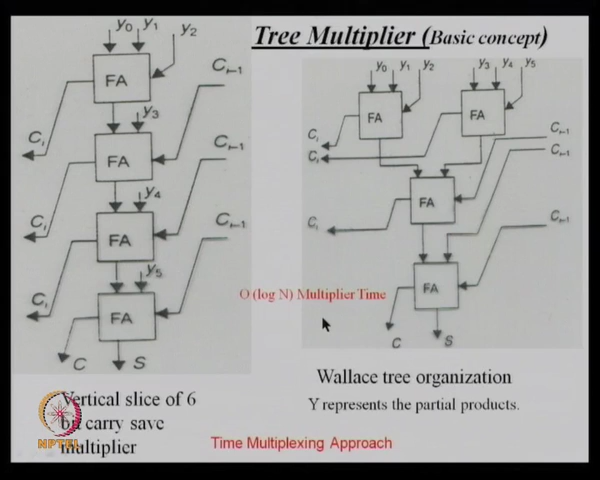 Tree Multiplier (Basic concept)
y0 y1 y2
FA
Ci-1
Ci
y3
FA
Ci-1
Ci
y4
FA
Ci-1
Ci
y5
FA
C S
y0 y1 y2 y3 y4 y5
FA FA
Ci
Ci
Ci-1
Ci-1
FA
Ci
Ci-1
FA
C S
O (log N) Multiplier Time
Vertical slice of 6
bit carry save
multiplier
Wallace tree organization
Y represents the partial products.
Time Multiplexing Approach
NPTEL